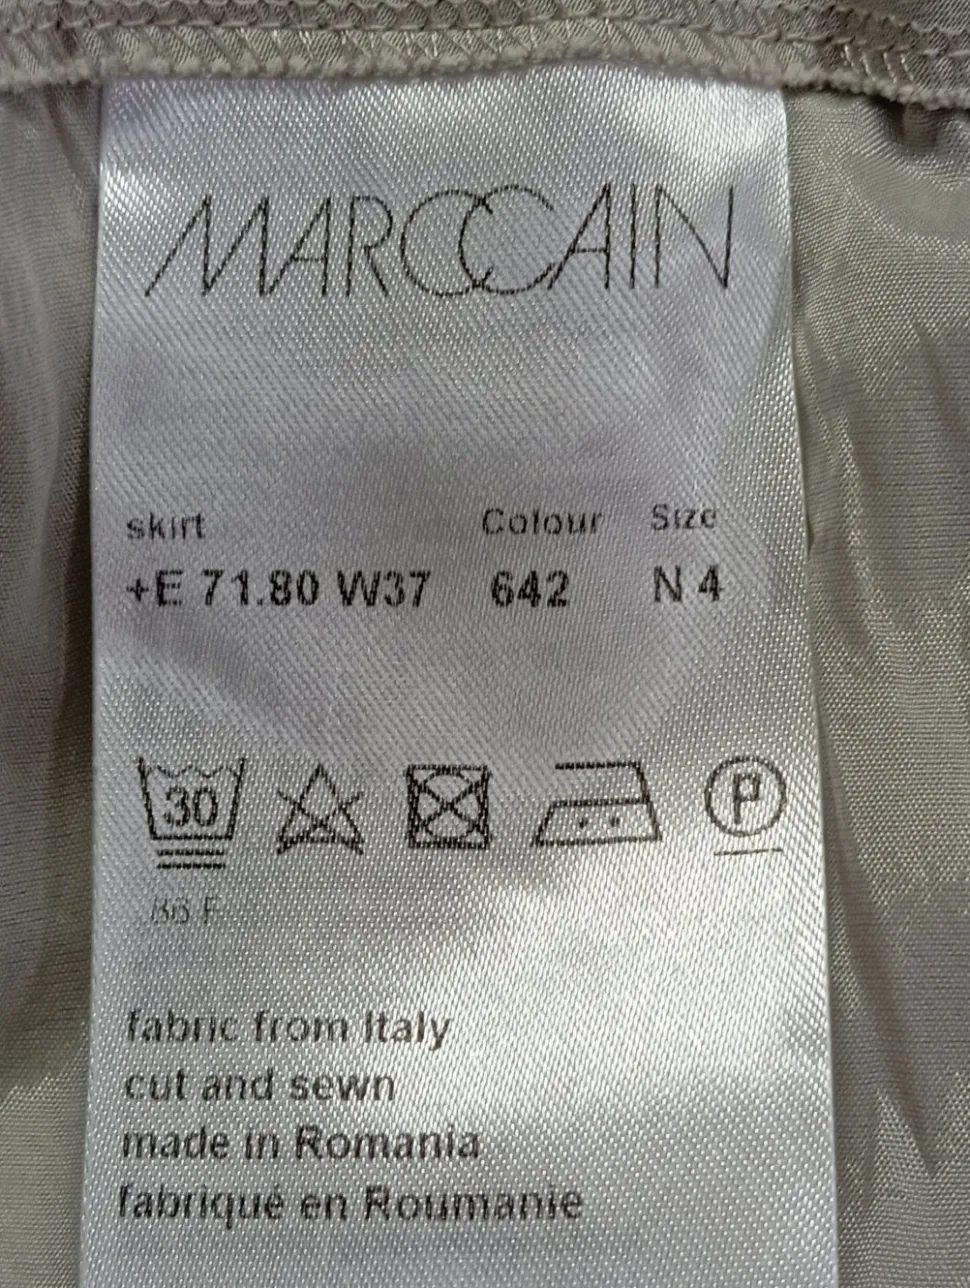 MARCCAIN
skirt Colour Size
+E 71.80 W37 642 N 4
30 P
86 F
fabric from Italy
cut and sewn
made in Romania
fabriqué en Roumanie